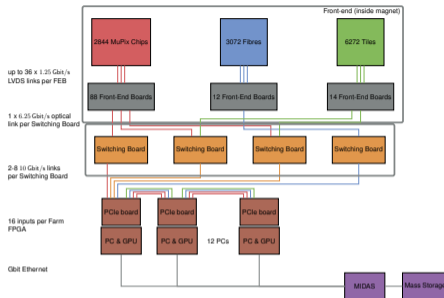 Front-end (inside magnet)
2844 MuPix Chips
3072 Fibres
6272 Tiles
up to 36 x 1.25 Gbit/s
LVDS links per FEB
88 Front-End Boards
12 Front-End Boards
14 Front-End Boards
1 x 6.25 Gbit/s optical
link per Switching Board
Switching Board
Switching Board
Switching Board
Switching Board
2-8 10 Gbit/s links
per Switching Board
PCIe board
PCIe board
PCIe board
16 inputs per Farm
FPGA
PC & GPU
PC & GPU
12 PCs
PC & GPU
Gbit Ethernet
MIDAS
Mass Storage